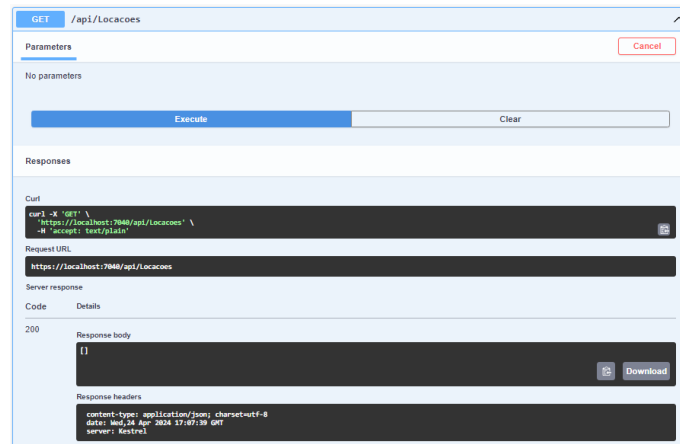 GET /api/Locacoes
Parameters Cancel
No parameters
Execute Clear
Responses
Curl
curl -X 'GET' \
'https://localhost:7040/api/Locacoes' \
-H 'accept: text/plain'
Request URL
https://localhost:7040/api/Locacoes
Server response
Code Details
200
Response body
[]
Download
Response headers
content-type: application/json; charset=utf-8
date: Wed,24 Apr 2024 17:07:39 GMT
server: Kestrel